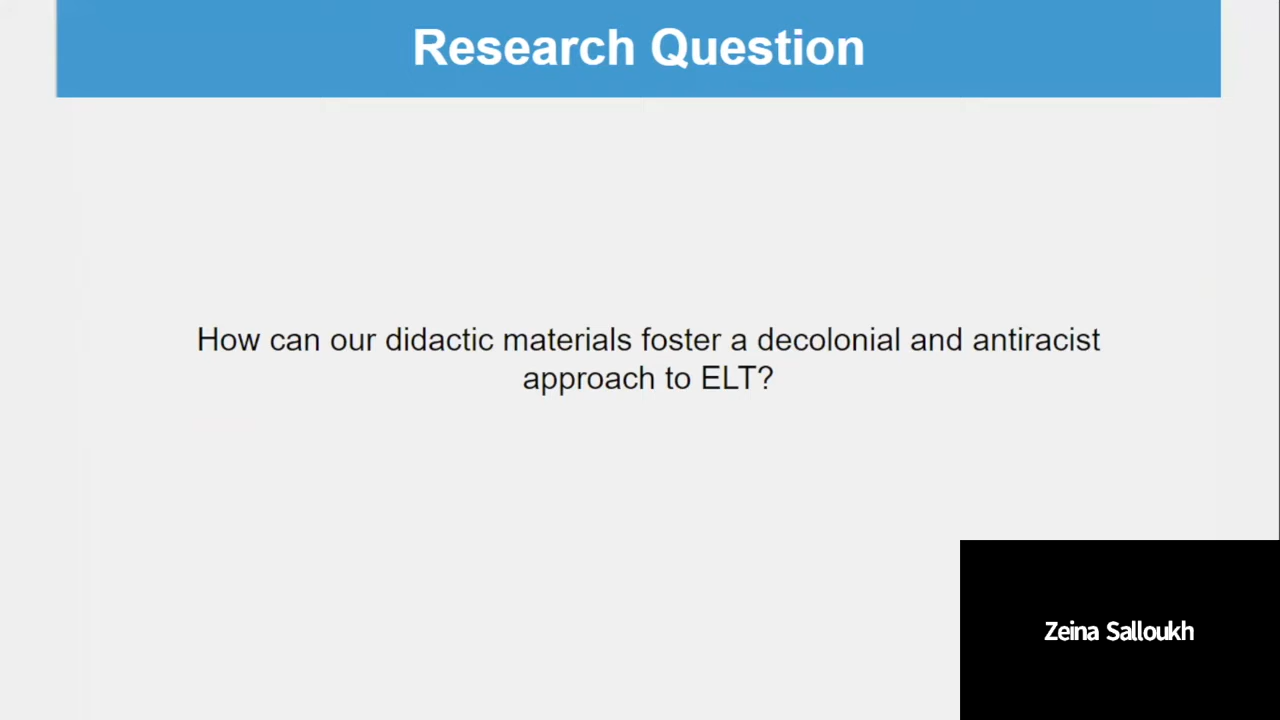 Research Question
How can our didactic materials foster a decolonial and antiracist
approach to ELT?
Zeina Salloukh